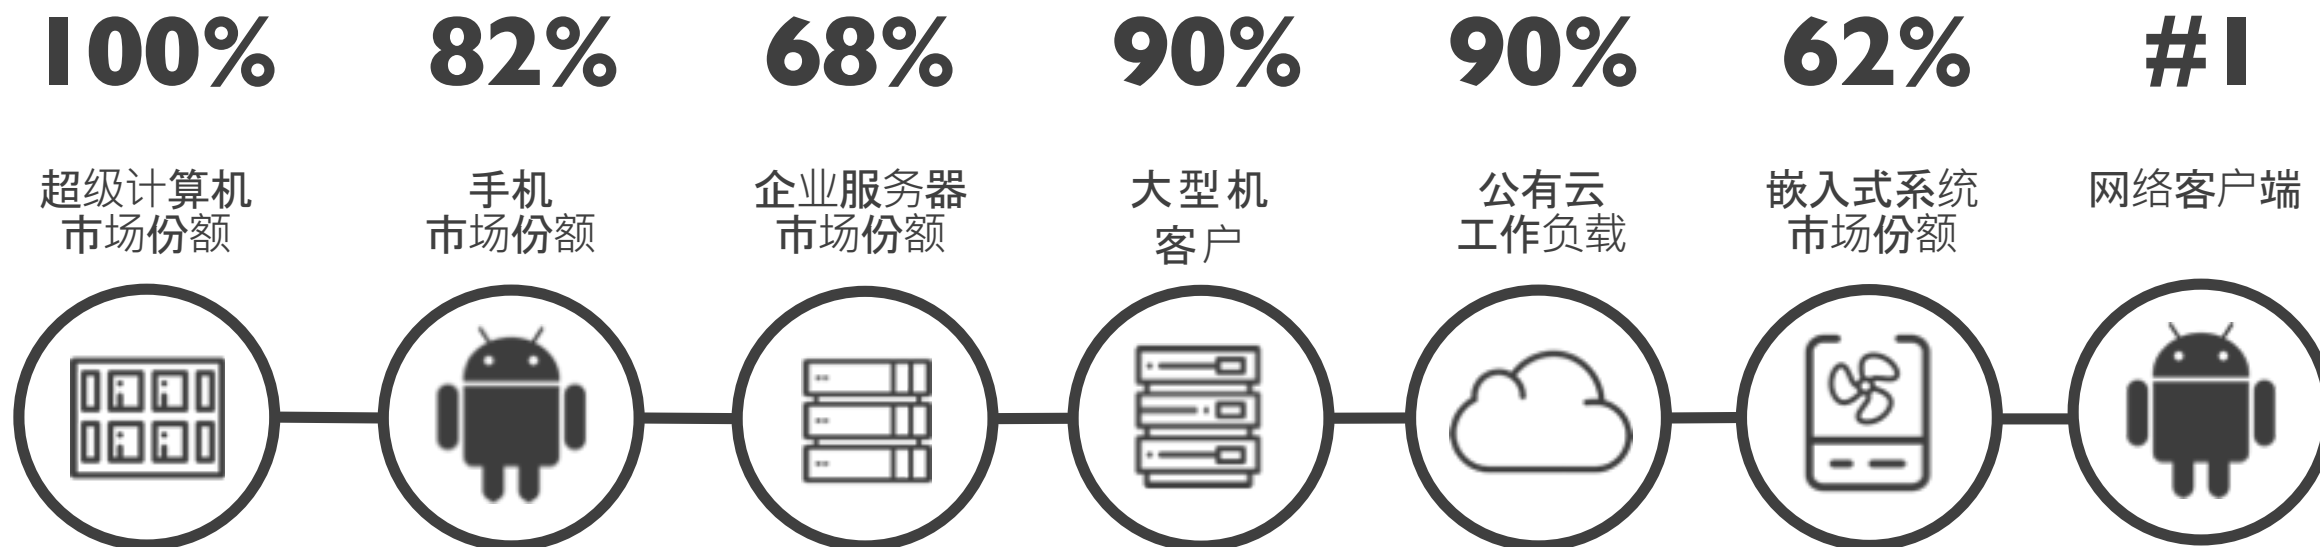 100%
超级计算机
市场份额
82%
手机
市场份额
68%
企业服务器
市场份额
90%
大型机
客户
90%
公有云
工作负载
62%
嵌入式系统
市场份额
#1
网络客户端